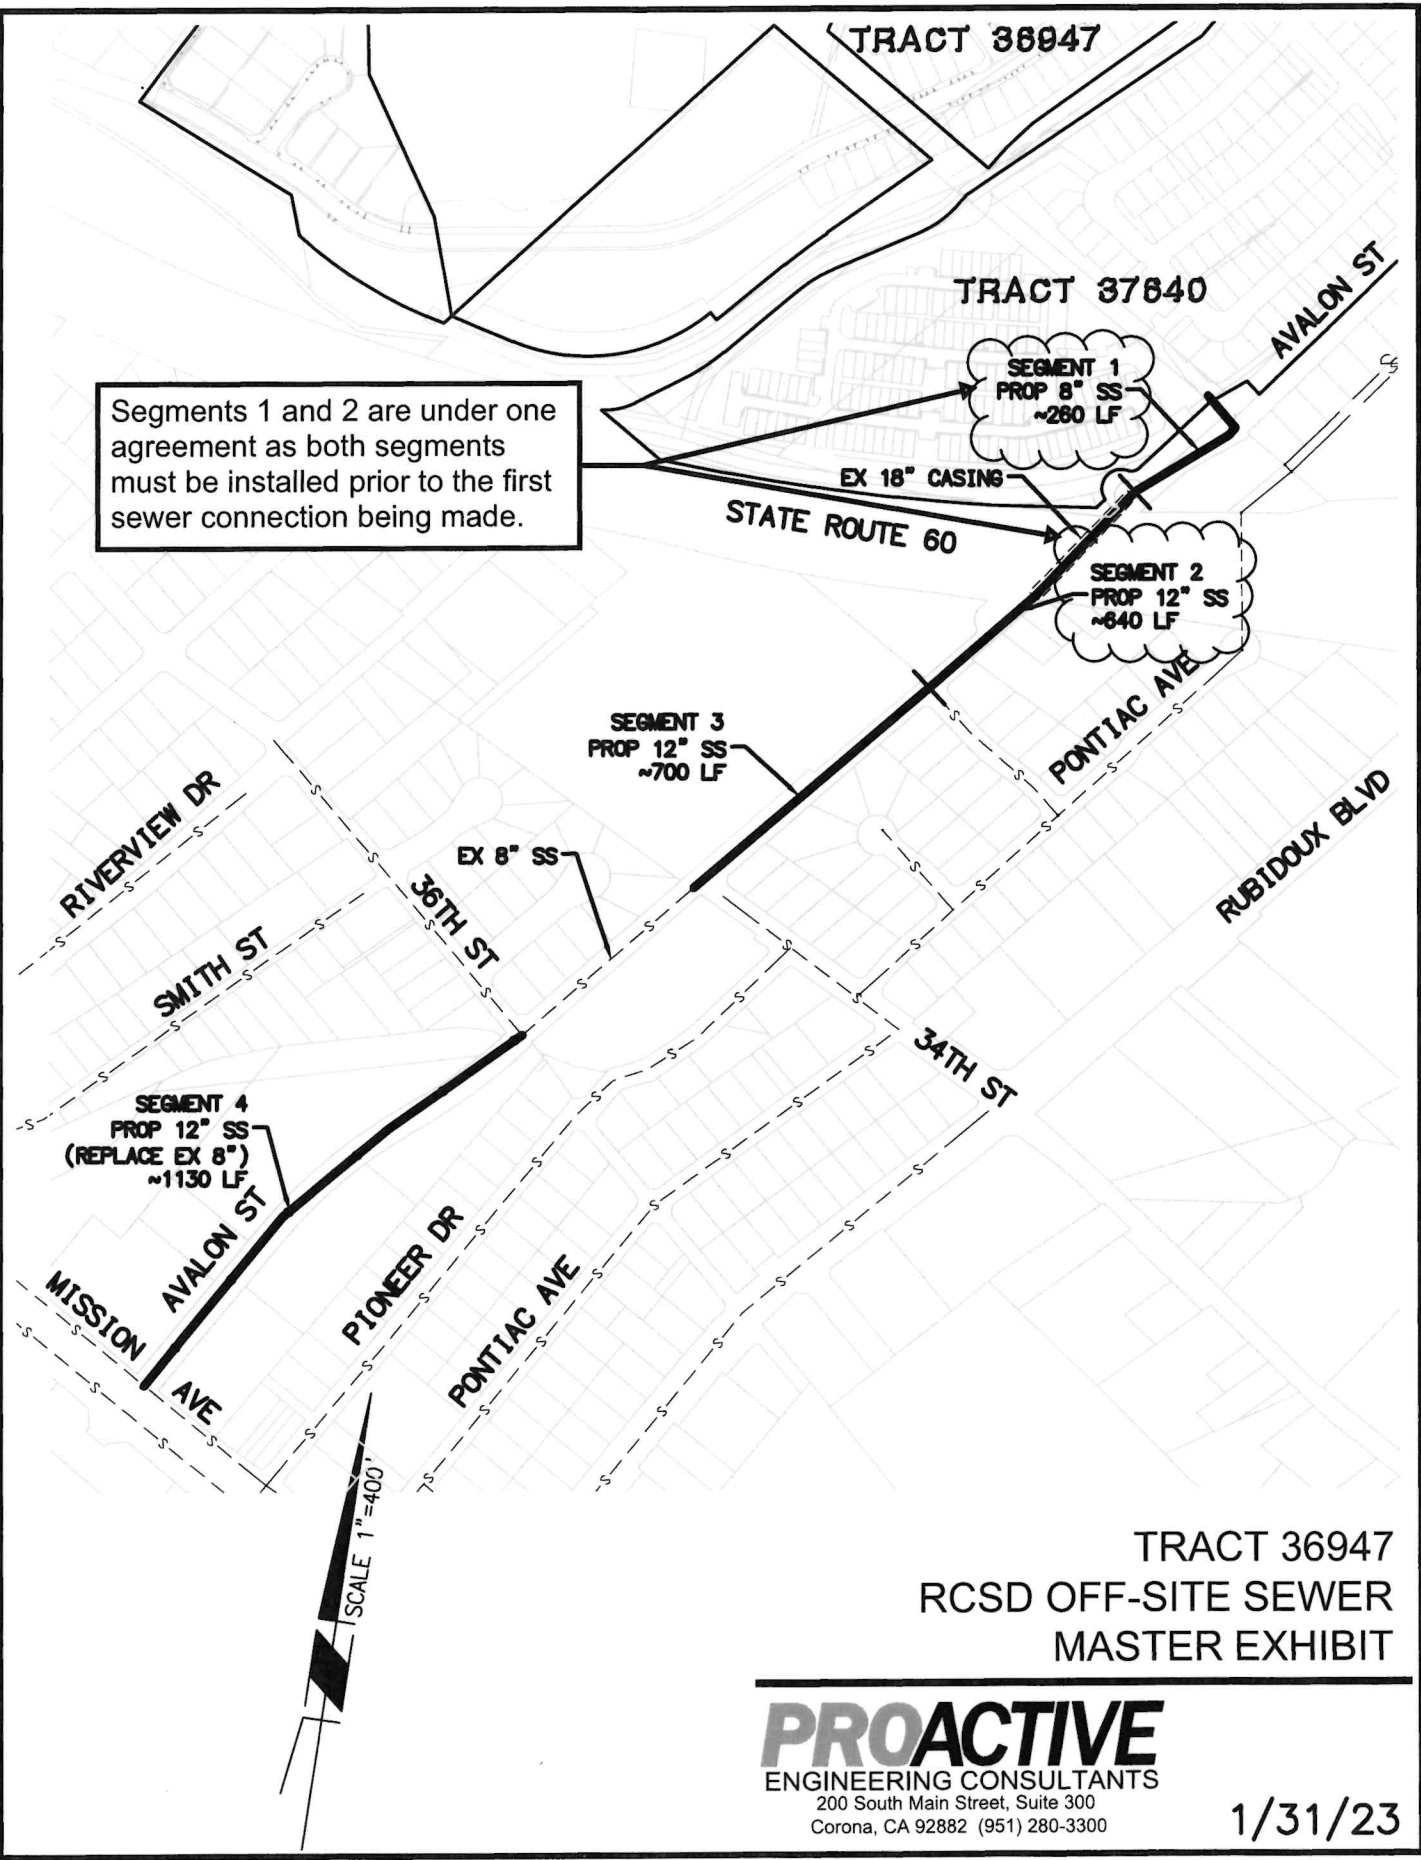 TRACT 36947
TRACT 37640
AVALON ST
SEGMENT 1
PROP 8" SS
~260 LF
Segments 1 and 2 are under one
agreement as both segments
must be installed prior to the first
sewer connection being made.
EX 18" CASING
STATE ROUTE 60
SEGMENT 2
PROP 12" SS
~640 LF
PONTIAC AVE
SEGMENT 3
PROP 12" SS
~700 LF
RIVERVIEW DR
RUBIDOUX BLVD
EX 8" SS
36TH ST
SMITH ST
34TH ST
SEGMENT 4
PROP 12" SS
(REPLACE EX 8")
~1130 LF
AVALON ST
PIONEER DR
PONTIAC AVE
MISSION AVE
SCALE 1"=400'
TRACT 36947
RCSD OFF-SITE SEWER
MASTER EXHIBIT
PROACTIVE
ENGINEERING CONSULTANTS
200 South Main Street, Suite 300
Corona, CA 92882 (951) 280-3300
1/31/23